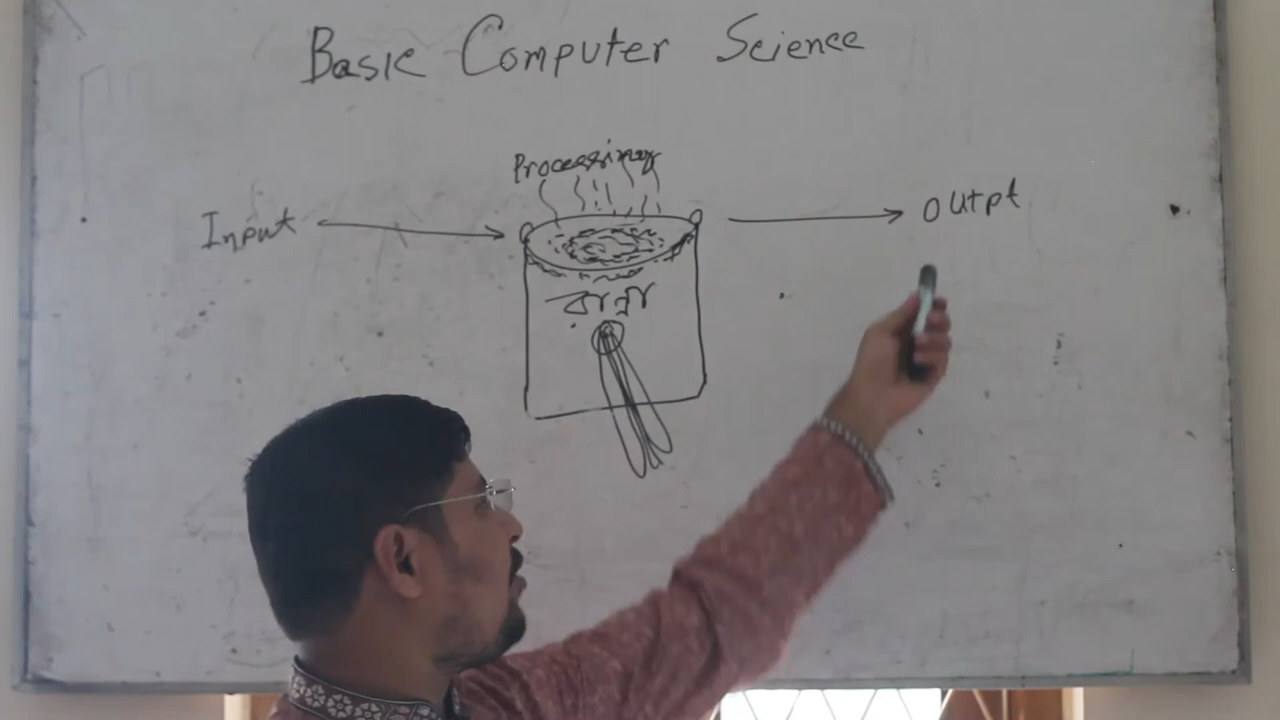 Basic Computer Science
Processing
Input
Outpt
রান্না